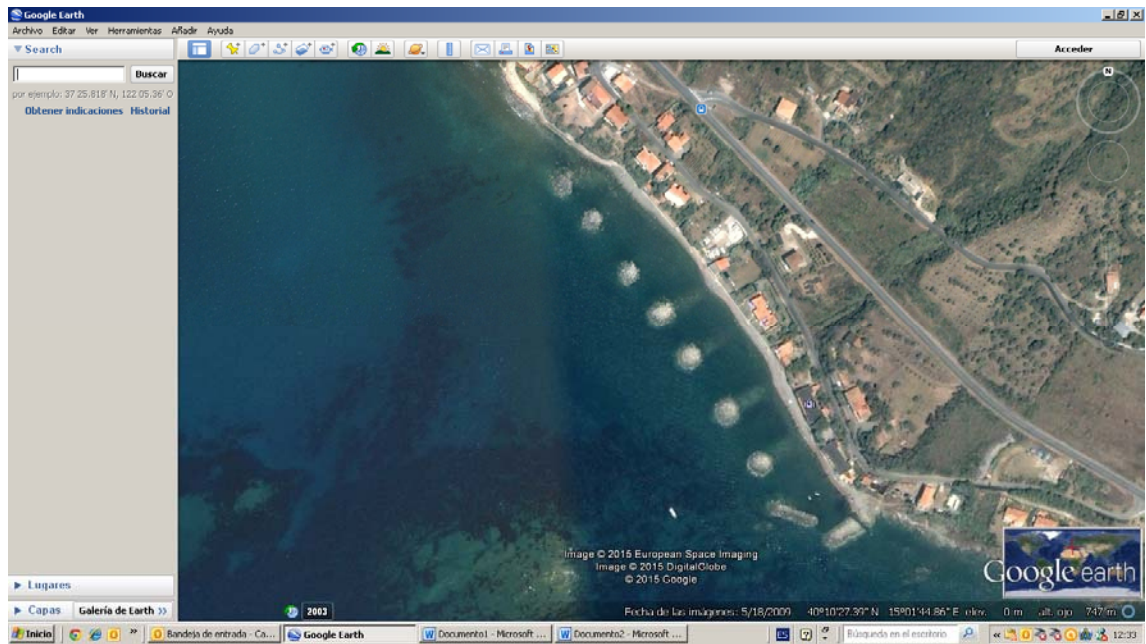 Google Earth
Archivo Editar Ver Herramientas Añadir Ayuda
Search
Acceder
Buscar
por ejemplo: 37 25.818' N, 122 05.36' O
Obtener indicaciones Historial
N
Image © 2015 European Space Imaging
Image © 2015 DigitalGlobe
© 2015 Google
Google earth
Lugares
Capas Galería de Earth >>
2003
Fecha de las imágenes: 5/18/2009 40°10'27.39" N 15°01'44.86" E elev. 0 m alt. ojo 747 m
Inicio
Bandeja de entrada - Ca...
Google Earth
Documento1 - Microsoft ...
Documento2 - Microsoft ...
ES
Búsqueda en el escritorio